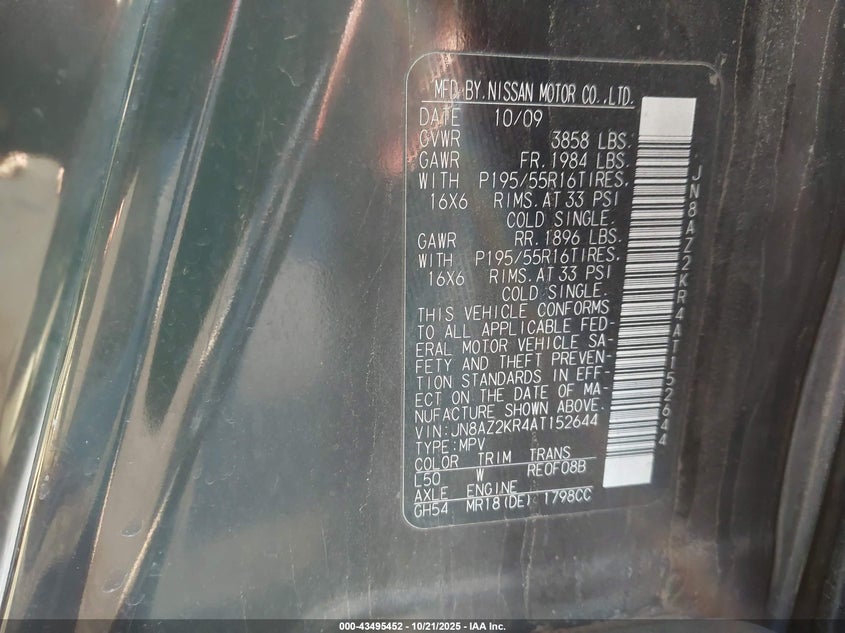 MFD.BY.NISSAN MOTOR CO.,LTD.
DATE 10/09
GVWR 3858 LBS.
GAWR FR. 1984 LBS.
WITH P195/55R16TIRES,
16X6 RIMS.AT 33 PSI
COLD SINGLE.
GAWR RR. 1896 LBS.
WITH P195/55R16TIRES,
16X6 RIMS.AT 33 PSI
COLD SINGLE.
THIS VEHICLE CONFORMS
TO ALL APPLICABLE FED-
ERAL MOTOR VEHICLE SA-
FETY AND THEFT PREVEN-
TION STANDARDS IN EFF-
ECT ON THE DATE OF MA-
NUFACTURE SHOWN ABOVE.
VIN:JN8AZ2KR4AT152644
TYPE:MPV
COLOR TRIM TRANS
L50 W RE0F08B
AXLE ENGINE
GH54 MR18(DE) 1798CC
JN8AZ2KR4AT152644
000-43495452 - 10/21/2025 - IAA Inc.